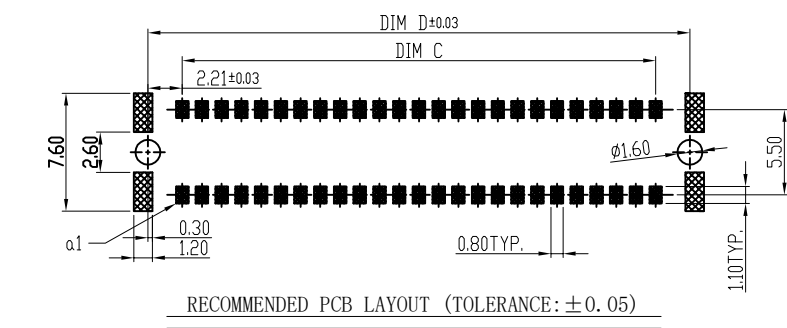 DIM D±0.03
DIM C
2.21±0.03
7.60
2.60
ø1.60
5.50
a1
0.30
1.20
0.80TYP.
1.10TYP.
RECOMMENDED PCB LAYOUT (TOLERANCE:±0.05)